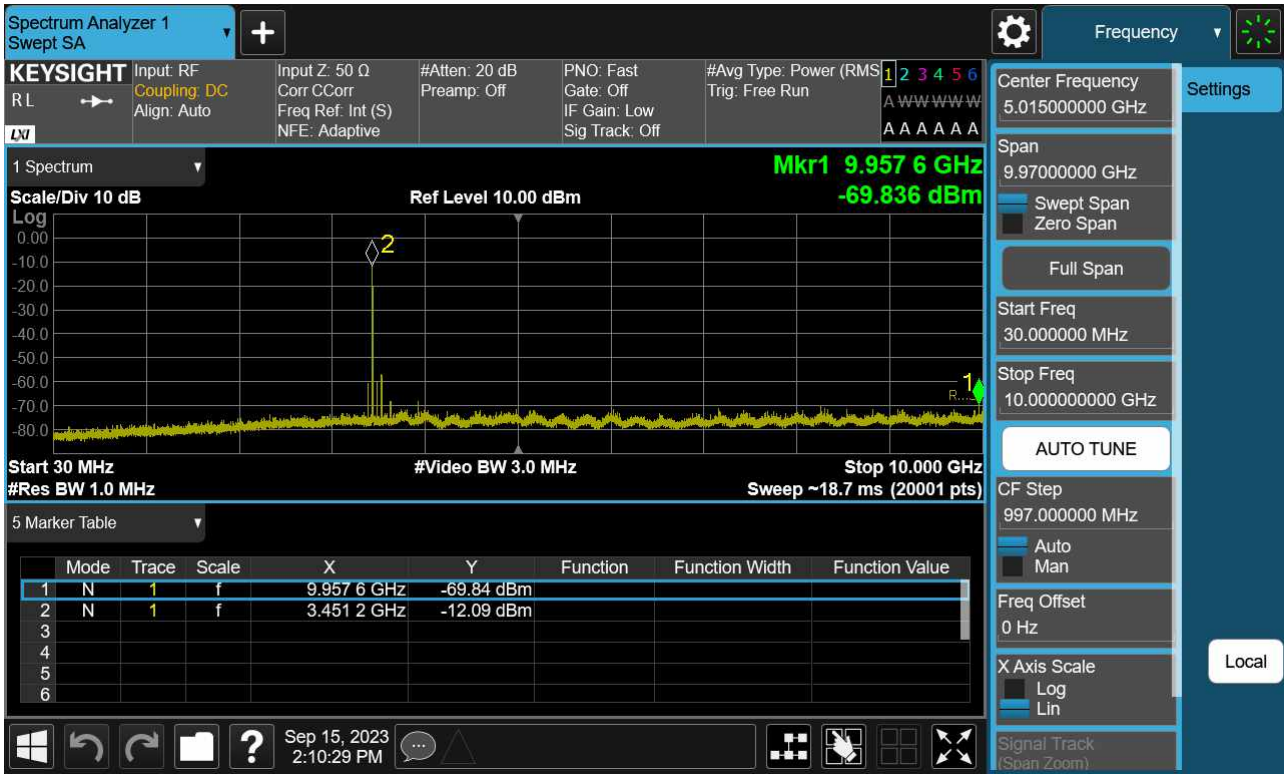 Spectrum Analyzer 1
Swept SA
+
Frequency
KEYSIGHT
R L
LXI
Input: RF
Coupling: DC
Align: Auto
Input Z: 50 Ω
Corr CCorr
Freq Ref: Int (S)
NFE: Adaptive
#Atten: 20 dB
Preamp: Off
PNO: Fast
Gate: Off
IF Gain: Low
Sig Track: Off
#Avg Type: Power (RMS
Trig: Free Run
1 2 3 4 5 6
A W W W W W
A A A A A A
1 Spectrum
Mkr1 9.957 6 GHz
-69.836 dBm
Scale/Div 10 dB
Ref Level 10.00 dBm
Log
0.00
-10.0
-20.0
-30.0
-40.0
-50.0
-60.0
-70.0
-80.0
2
1
R...
Start 30 MHz
#Video BW 3.0 MHz
Stop 10.000 GHz
#Res BW 1.0 MHz
Sweep ~18.7 ms (20001 pts)
5 Marker Table
Mode Trace Scale X Y Function Function Width Function Value
1 N 1 f 9.957 6 GHz -69.84 dBm
2 N 1 f 3.451 2 GHz -12.09 dBm
3
4
5
6
?
Sep 15, 2023
2:10:29 PM
Center Frequency
5.015000000 GHz
Span
9.97000000 GHz
Swept Span
Zero Span
Full Span
Start Freq
30.000000 MHz
Stop Freq
10.000000000 GHz
AUTO TUNE
CF Step
997.000000 MHz
Auto
Man
Freq Offset
0 Hz
X Axis Scale
Log
Lin
Signal Track
(Span Zoom)
Settings
Local